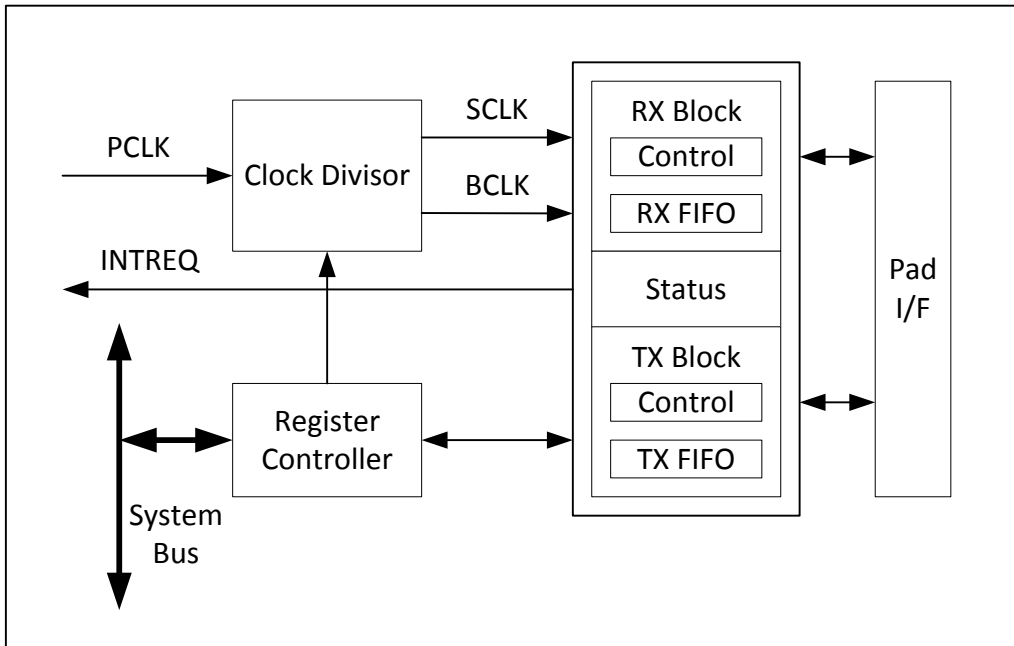 PCLK
Clock Divisor
SCLK
BCLK
INTREQ
Register
Controller
System
Bus
RX Block
Control
RX FIFO
Status
TX Block
Control
TX FIFO
Pad
I/F